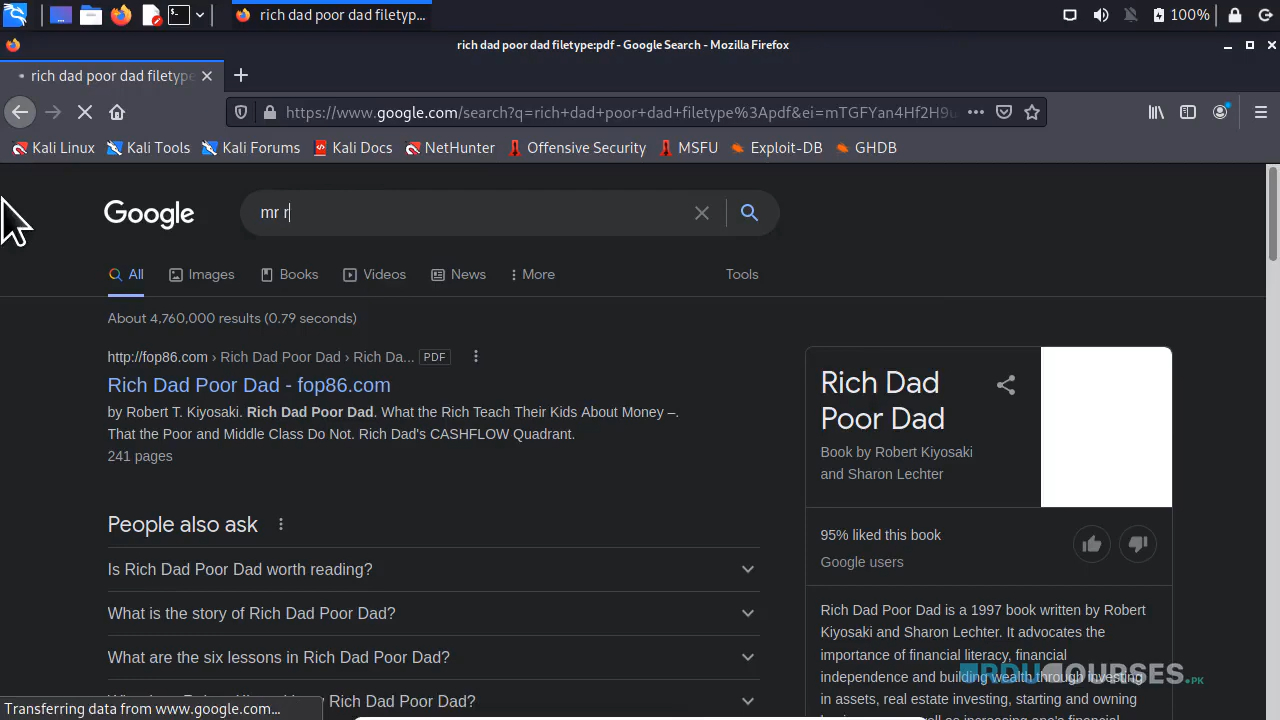 rich dad poor dad filetyp...
100%
rich dad poor dad filetype:pdf - Google Search - Mozilla Firefox
rich dad poor dad filetype
https://www.google.com/search?q=rich+dad+poor+dad+filetype%3Apdf&ei=mTGFYan4Hf2H9u
Kali Linux Kali Tools Kali Forums Kali Docs NetHunter Offensive Security MSFU Exploit-DB GHDB
Google
mr r
All Images Books Videos News More Tools
About 4,760,000 results (0.79 seconds)
http://fop86.com › Rich Dad Poor Dad › Rich Da... PDF
Rich Dad Poor Dad - fop86.com
by Robert T. Kiyosaki. Rich Dad Poor Dad. What the Rich Teach Their Kids About Money –.
That the Poor and Middle Class Do Not. Rich Dad's CASHFLOW Quadrant.
241 pages
People also ask
Is Rich Dad Poor Dad worth reading?
What is the story of Rich Dad Poor Dad?
What are the six lessons in Rich Dad Poor Dad?
Rich Dad Poor Dad?
Rich Dad
Poor Dad
Book by Robert Kiyosaki
and Sharon Lechter
95% liked this book
Google users
Rich Dad Poor Dad is a 1997 book written by Robert
Kiyosaki and Sharon Lechter. It advocates the
importance of financial literacy, financial
independence and building wealth through investing
in assets, real estate investing, starting and owning
URDUCOURSES.PK
Transferring data from www.google.com...